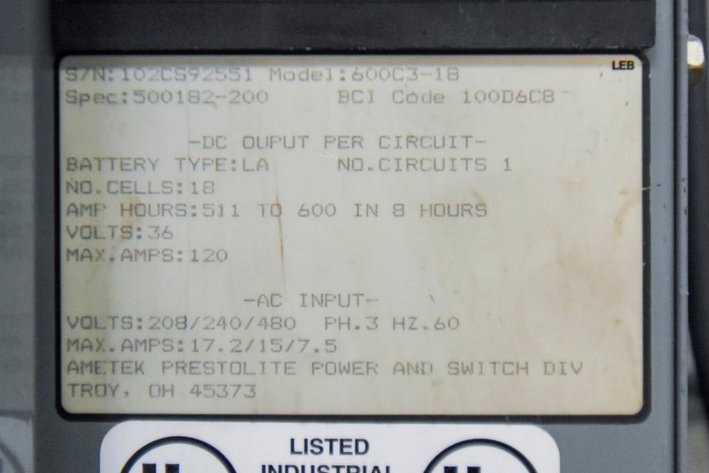 LEB
S/N:102CS92551 Model:600C3-18
Spec:500182-200 BCI Code 100D6C8
-DC OUPUT PER CIRCUIT-
BATTERY TYPE:LA NO.CIRCUITS 1
NO.CELLS:18
AMP HOURS:511 TO 600 IN 8 HOURS
VOLTS:36
MAX.AMPS:120
-AC INPUT-
VOLTS:208/240/480 PH.3 HZ.60
MAX.AMPS:17.2/15/7.5
AMETEK PRESTOLITE POWER AND SWITCH DIV
TROY, OH 45373
LISTED
INDUSTRIAL